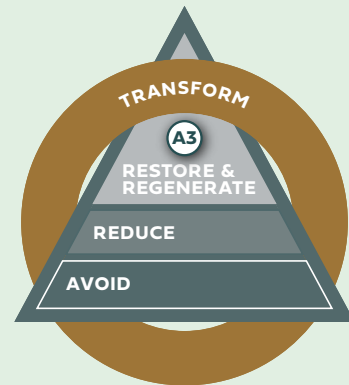 TRANSFORM
A3
RESTORE &
REGENERATE
REDUCE
AVOID